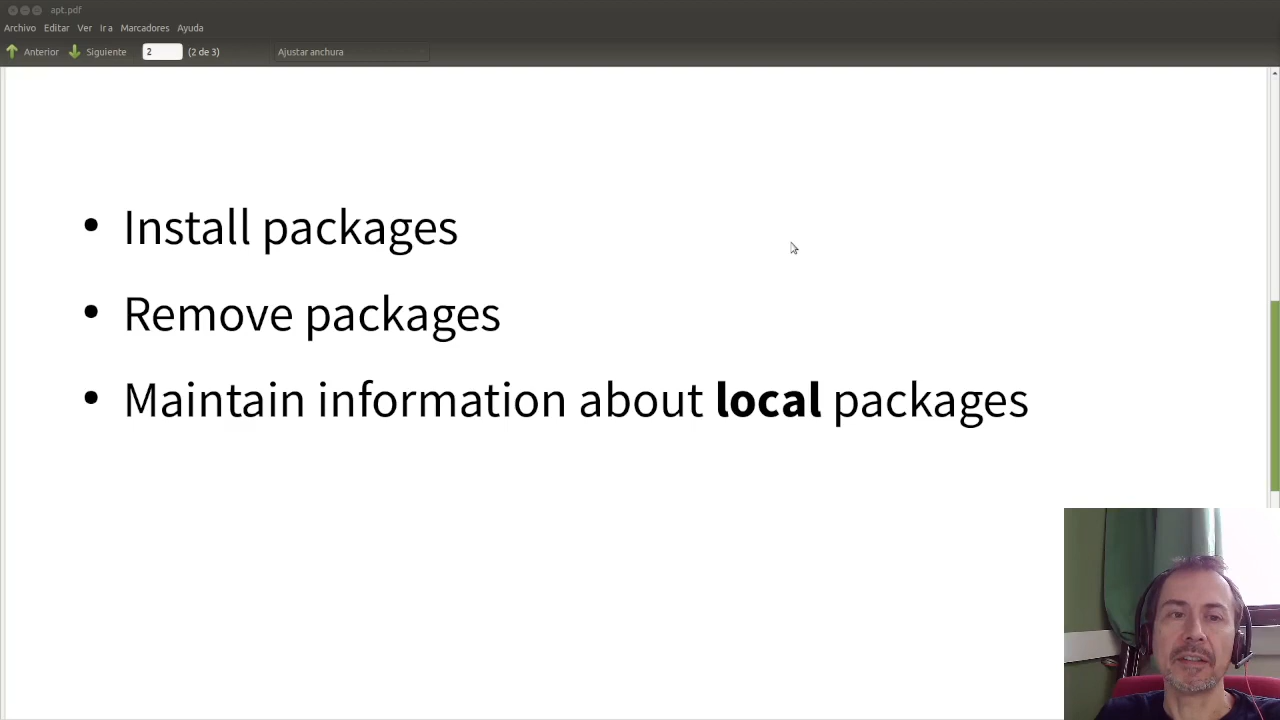 apt.pdf
Archivo Editar Ver Ir a Marcadores Ayuda
Anterior Siguiente 2 (2 de 3) Ajustar anchura
• Install packages
• Remove packages
• Maintain information about local packages